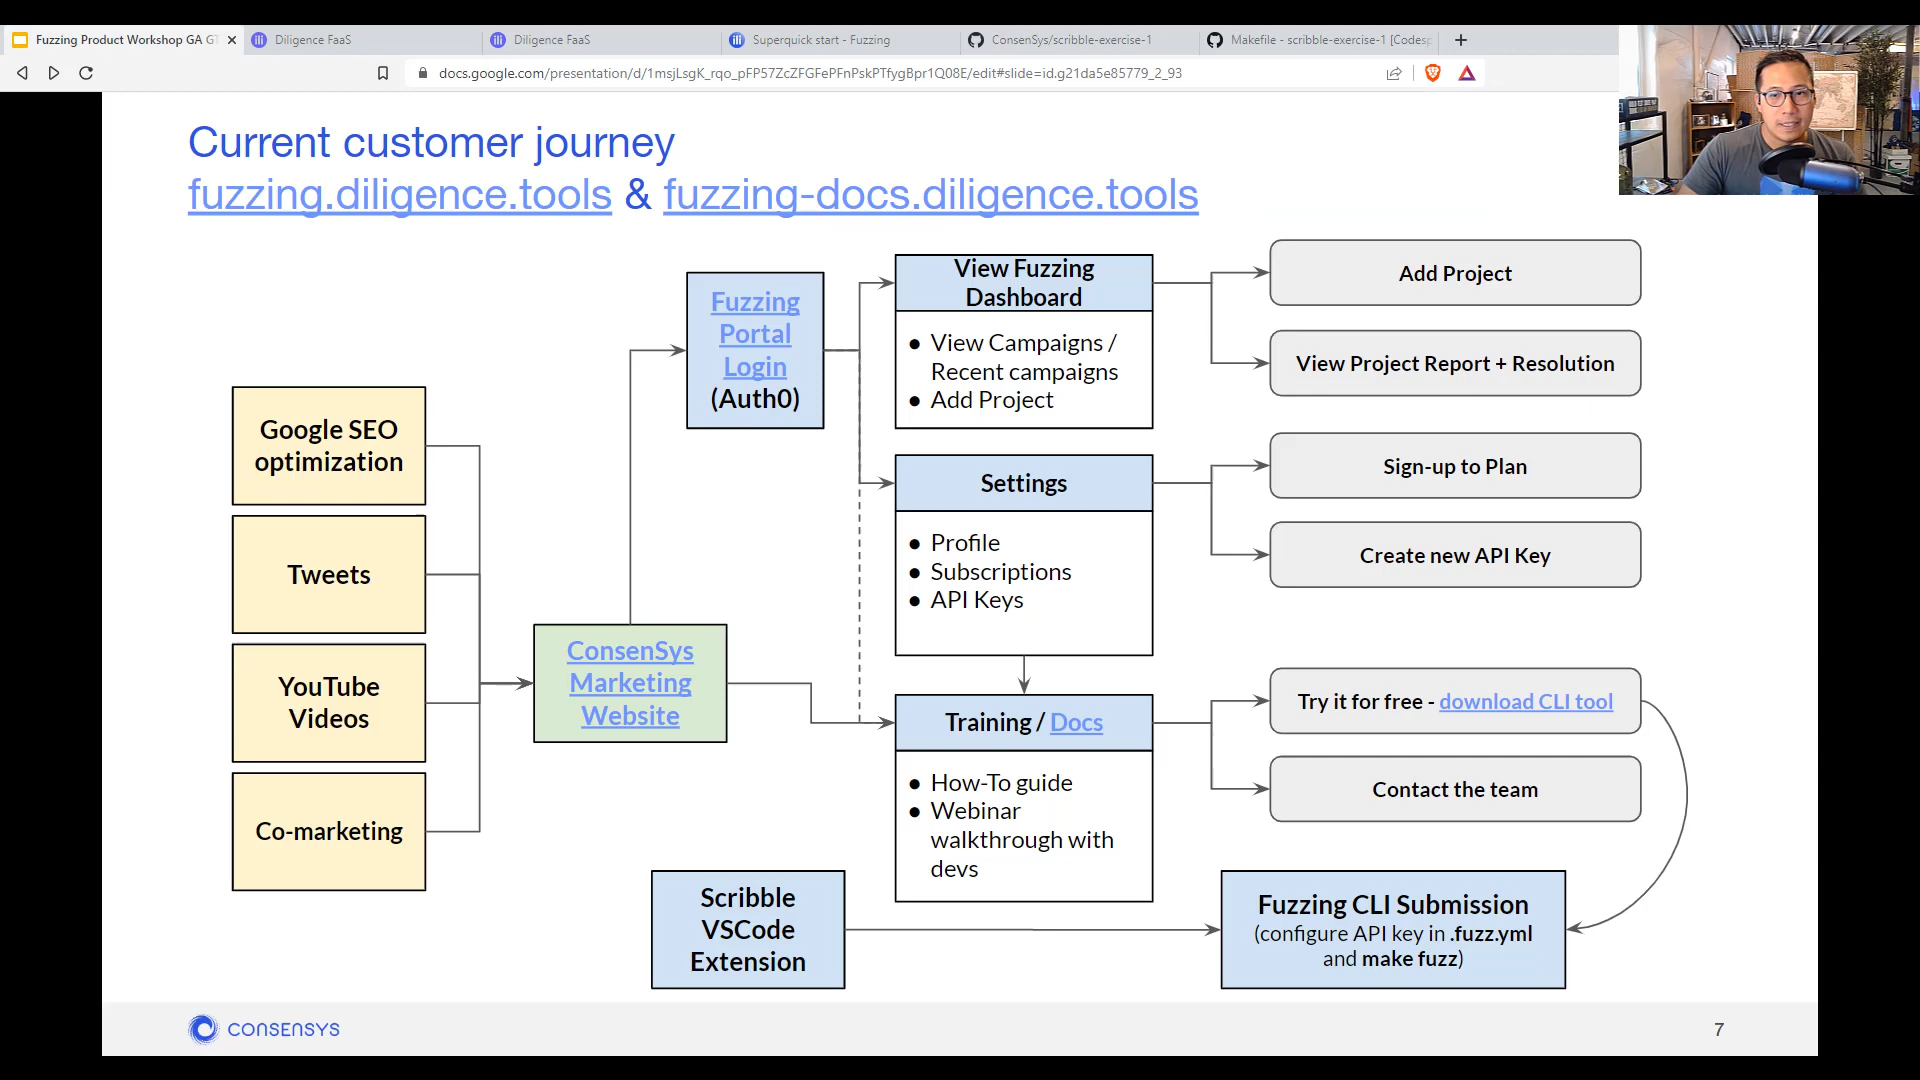 Fuzzing Product Workshop GA G
Diligence FaaS
Diligence FaaS
Superquick start - Fuzzing
ConsenSys/scribble-exercise-1
Makefile - scribble-exercise-1 [Codesp
docs.google.com/presentation/d/1msjLsgK_rqo_pFP57ZcZFGFePFnPskPTfygBpr1Q08E/edit#slide=id.g21da5e85779_2_93
Current customer journey
fuzzing.diligence.tools & fuzzing-docs.diligence.tools
Google SEO
optimization
Tweets
YouTube
Videos
Co-marketing
ConsenSys
Marketing
Website
Fuzzing
Portal
Login
(Auth0)
View Fuzzing
Dashboard
● View Campaigns /
Recent campaigns
● Add Project
Settings
● Profile
● Subscriptions
● API Keys
Training / Docs
● How-To guide
● Webinar
walkthrough with
devs
Add Project
View Project Report + Resolution
Sign-up to Plan
Create new API Key
Try it for free - download CLI tool
Contact the team
Scribble
VSCode
Extension
Fuzzing CLI Submission
(configure API key in .fuzz.yml
and make fuzz)
CONSENSYS
7